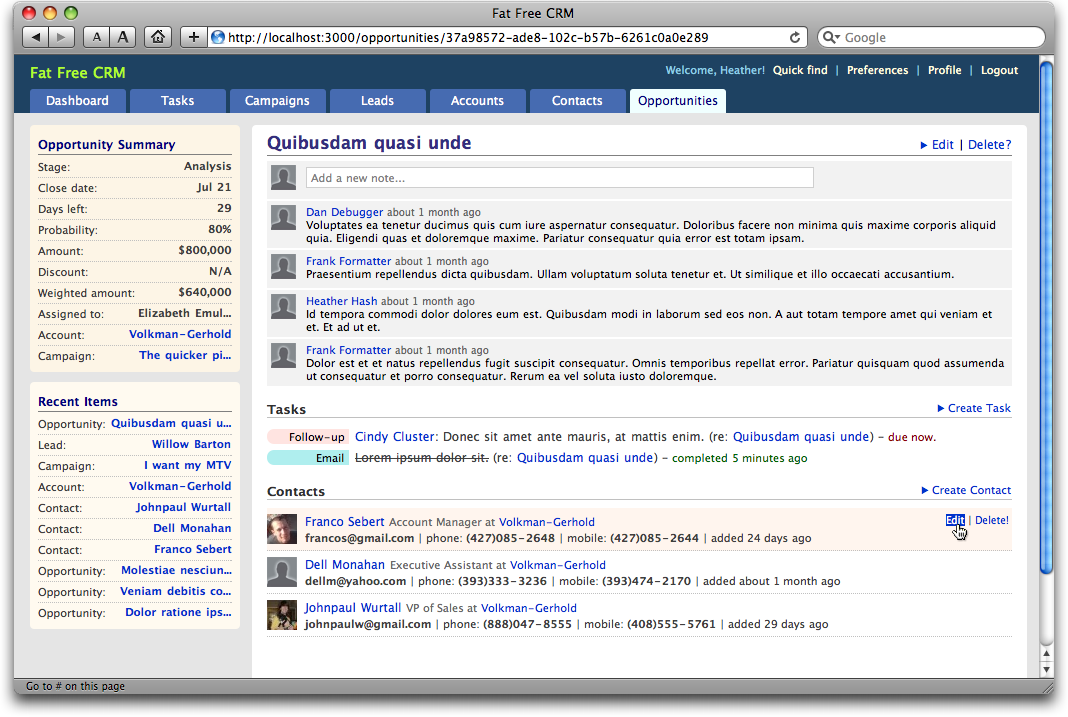 Fat Free CRM
A A http://localhost:3000/opportunities/37a98572-ade8-102c-b57b-6261c0a0e289 Google
Fat Free CRM
Welcome, Heather! Quick find | Preferences | Profile | Logout
Dashboard Tasks Campaigns Leads Accounts Contacts Opportunities
Opportunity Summary
Stage: Analysis
Close date: Jul 21
Days left: 29
Probability: 80%
Amount: $800,000
Discount: N/A
Weighted amount: $640,000
Assigned to: Elizabeth Emul...
Account: Volkman-Gerhold
Campaign: The quicker pi...
Recent Items
Opportunity: Quibusdam quasi u...
Lead: Willow Barton
Campaign: I want my MTV
Account: Volkman-Gerhold
Contact: Johnpaul Wurtall
Contact: Dell Monahan
Contact: Franco Sebert
Opportunity: Molestiae nesciun...
Opportunity: Veniam debitis co...
Opportunity: Dolor ratione ips...
Quibusdam quasi unde
Edit | Delete?
Add a new note...
Dan Debugger about 1 month ago
Voluptates ea tenetur ducimus quis cum iure aspernatur consequatur. Doloribus facere non minima quis maxime corporis aliquid
quia. Eligendi quas et doloremque maxime. Pariatur consequatur quia error est totam ipsam.
Frank Formatter about 1 month ago
Praesentium repellendus dicta quibusdam. Ullam voluptatum soluta tenetur et. Ut similique et illo occaecati accusantium.
Heather Hash about 1 month ago
Id tempora commodi dolor dolores eum est. Quibusdam modi in laborum sed eos non. A aut totam tempore amet qui veniam et
et. Et ad ut et.
Frank Formatter about 1 month ago
Dolor est et et natus repellendus fugit suscipit consequatur. Omnis temporibus repellat error. Pariatur quisquam quod assumenda
ut consequatur et porro consequatur. Rerum ea vel soluta iusto doloremque.
Tasks
Create Task
Follow-up Cindy Cluster: Donec sit amet ante mauris, at mattis enim. (re: Quibusdam quasi unde) - due now.
Email Lorem ipsum dolor sit. (re: Quibusdam quasi unde) - completed 5 minutes ago
Contacts
Create Contact
Franco Sebert Account Manager at Volkman-Gerhold
Edit | Delete!
francos@gmail.com | phone: (427)085-2648 | mobile: (427)085-2644 | added 24 days ago
Dell Monahan Executive Assistant at Volkman-Gerhold
dellm@yahoo.com | phone: (393)333-3236 | mobile: (393)474-2170 | added about 1 month ago
Johnpaul Wurtall VP of Sales at Volkman-Gerhold
johnpaulw@gmail.com | phone: (888)047-8555 | mobile: (408)555-5761 | added 29 days ago
Go to # on this page